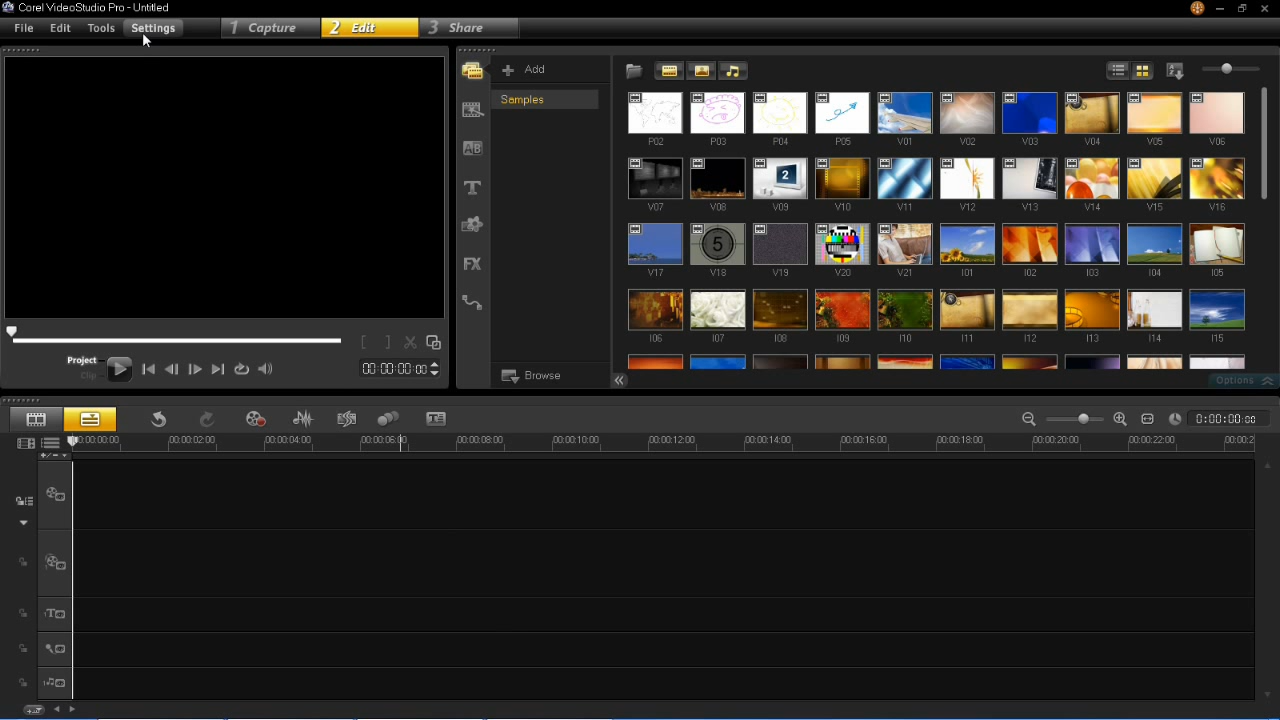 Corel VideoStudio Pro - Untitled
File Edit Tools Settings 1 Capture 2 Edit 3 Share
Add
Samples
P02 P03 P04 P05 V01 V02 V03 V04 V05 V06
V07 V08 V09 V10 V11 V12 V13 V14 V15 V16
V17 V18 V19 V20 V21 I01 I02 I03 I04 I05
I06 I07 I08 I09 I10 I11 I12 I13 I14 I15
Project
Clip
00:00:00:00
Browse
Options
0:00:00:00
00:00:02:00 00:00:04:00 00:00:06:00 00:00:08:00 00:00:10:00 00:00:12:00 00:00:14:00 00:00:16:00 00:00:18:00 00:00:20:00 00:00:22:00